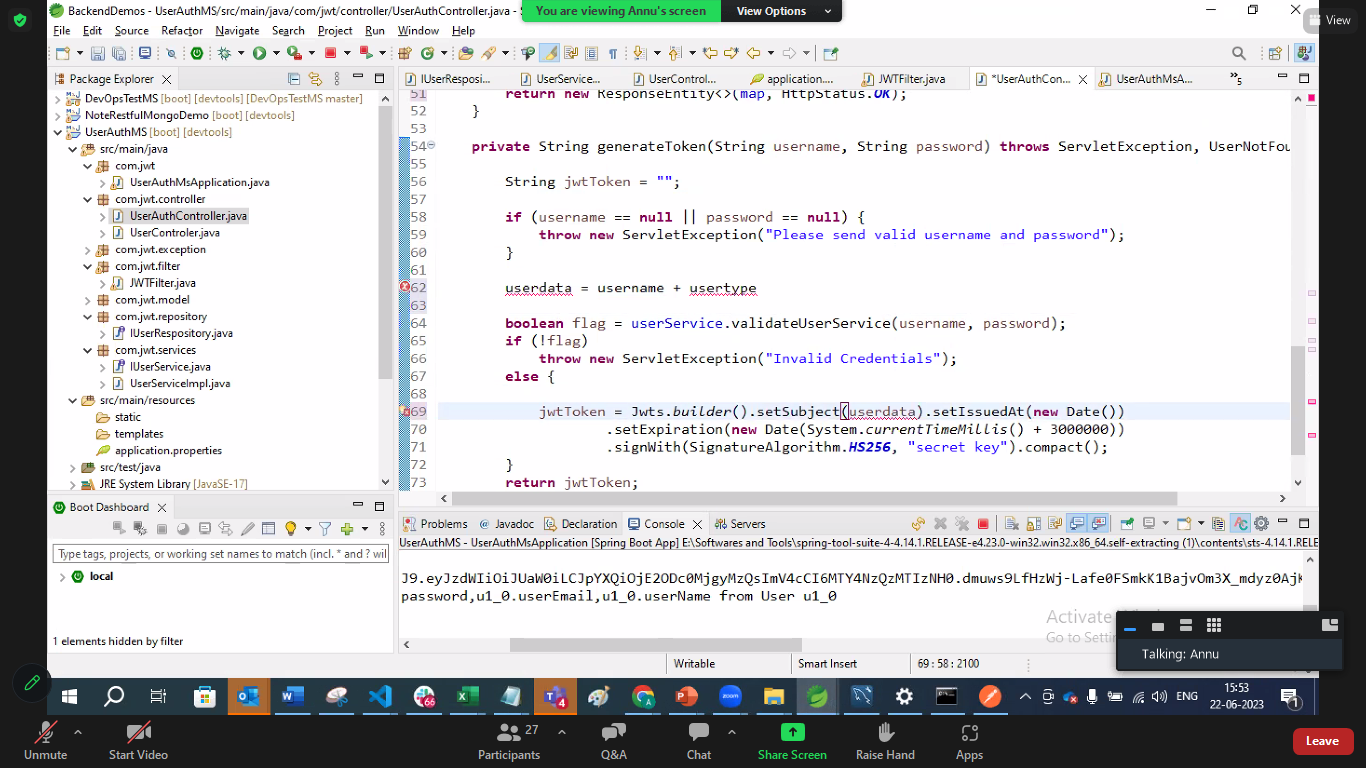 BackendDemos - UserAuthMS/src/main/java/com/jwt/controller/UserAuthController.java -
You are viewing Annu's screen
View Options
View
File Edit Source Refactor Navigate Search Project Run Window Help
Package Explorer
DevOpsTestMS [boot] [devtools] [DevOpsTestMS master]
NoteRestfulMongoDemo [boot] [devtools]
UserAuthMS [boot] [devtools]
src/main/java
com.jwt
UserAuthMsApplication.java
com.jwt.controller
UserAuthController.java
UserControler.java
com.jwt.exception
com.jwt.filter
JWTFilter.java
com.jwt.model
com.jwt.repository
IUserRespository.java
com.jwt.services
IUserService.java
UserServiceImpl.java
src/main/resources
static
templates
application.properties
src/test/java
JRE System Library [JavaSE-17]
IUserResposi... UserService... UserControl... application.... JWTFilter.java *UserAuthCon... UserAuthMsA... »5
51 return new ResponseEntity<>(map, HttpStatus.OK);
52 }
53
54 private String generateToken(String username, String password) throws ServletException, UserNotFou
55
56 String jwtToken = "";
57
58 if (username == null || password == null) {
59 throw new ServletException("Please send valid username and password");
60 }
61
62 userdata = username + usertype
63
64 boolean flag = userService.validateUserService(username, password);
65 if (!flag)
66 throw new ServletException("Invalid Credentials");
67 else {
68
69 jwtToken = Jwts.builder().setSubject(userdata).setIssuedAt(new Date())
70 .setExpiration(new Date(System.currentTimeMillis() + 3000000))
71 .signWith(SignatureAlgorithm.HS256, "secret key").compact();
72 }
73 return jwtToken;
Boot Dashboard
Type tags, projects, or working set names to match (incl. * and ? wil
local
1 elements hidden by filter
Problems Javadoc Declaration Console Servers
UserAuthMS - UserAuthMsApplication [Spring Boot App] E:\Softwares and Tools\spring-tool-suite-4-4.14.1.RELEASE-e4.23.0-win32.win32.x86_64.self-extracting (1)\contents\sts-4.14.1.RELE
J9.eyJzdWIiOiJUaW0iLCJpYXQiOjE2ODc0MjgyMzQsImV4cCI6MTY4NzQzMTIzNH0.dmuws9LfHzWj-Lafe0FSmkK1BajvOm3X_mdyz0AjK
password,u1_0.userEmail,u1_0.userName from User u1_0
Activate
Go to Setti
Talking: Annu
Writable
Smart Insert
69 : 58 : 2100
66
4
ENG
15:53
22-06-2023
1
Unmute
Start Video
27
Participants
Q&A
Chat
Share Screen
Raise Hand
Apps
Leave